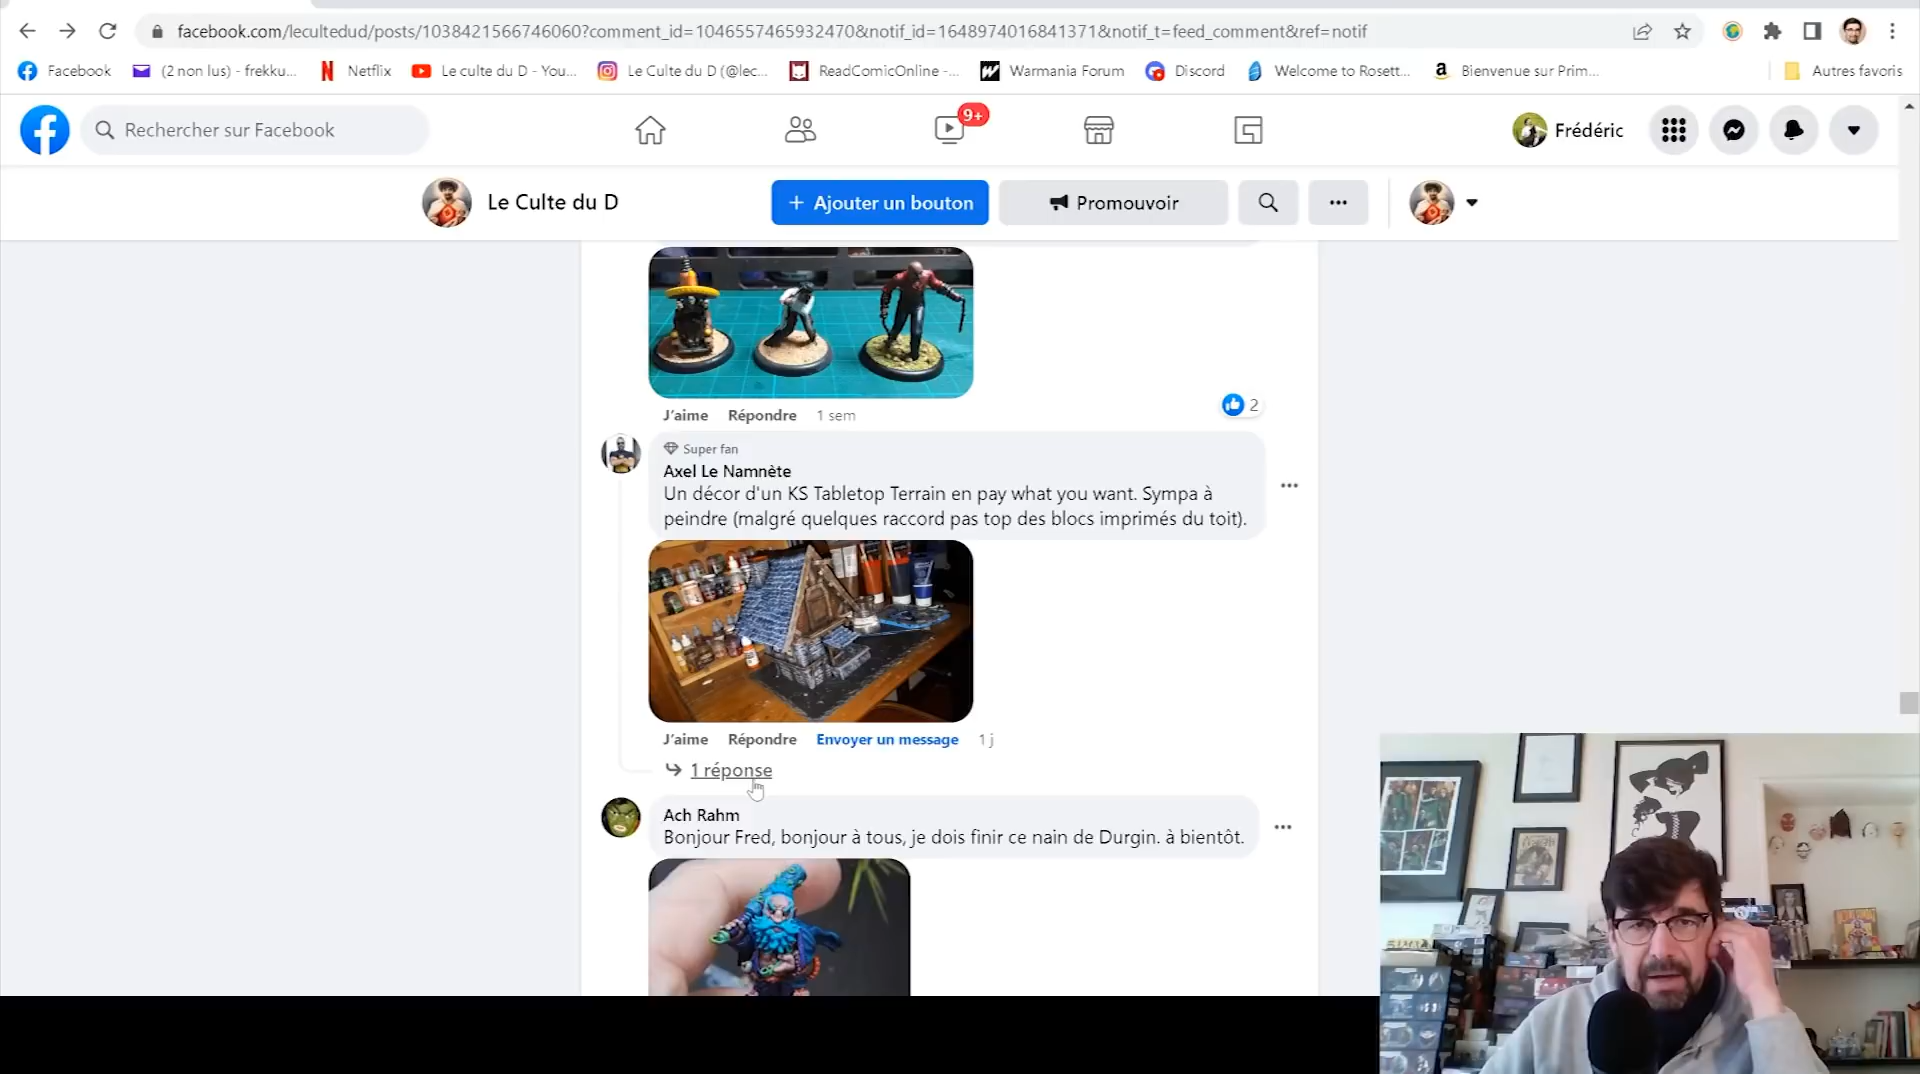 facebook.com/lecultedud/posts/1038421566746060?comment_id=1046557465932470&notif_id=1648974016841371&notif_t=feed_comment&ref=notif
Facebook
(2 non lus) - frekku...
Netflix
Le culte du D - You...
Le Culte du D (@lec...
ReadComicOnline -...
Warmania Forum
Discord
Welcome to Rosett...
Bienvenue sur Prim...
Autres favoris
Rechercher sur Facebook
9+
Frédéric
Le Culte du D
+ Ajouter un bouton
Promouvoir
J'aime Répondre 1 sem
2
Super fan
Axel Le Namnète
Un décor d'un KS Tabletop Terrain en pay what you want. Sympa à
peindre (malgré quelques raccord pas top des blocs imprimés du toit).
J'aime Répondre Envoyer un message 1 j
1 réponse
Ach Rahm
Bonjour Fred, bonjour à tous, je dois finir ce nain de Durgin. à bientôt.